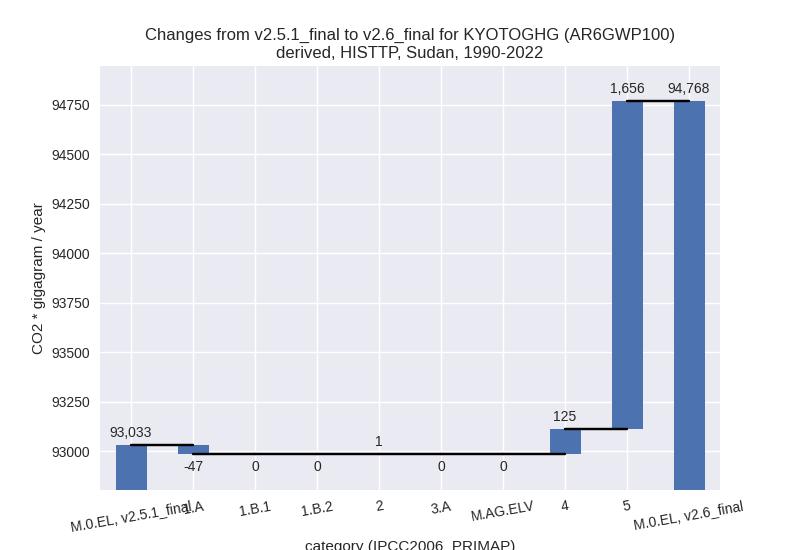 Changes from v2.5.1_final to v2.6_final for KYOTOGHG (AR6GWP100)
derived, HISTTP, Sudan, 1990-2022
1,656 94,768
94750
94500
94250
94000
93750
93500
93250
93000
CO2 * gigagram / year
93,033
-47
0
0
1
0
0
125
M.0.EL, v2.5.1_final
1.A
1.B.1
1.B.2
2
3.A
M.AG.ELV
4
5
M.0.EL, v2.6_final
category (IPCC2006_PRIMAP)